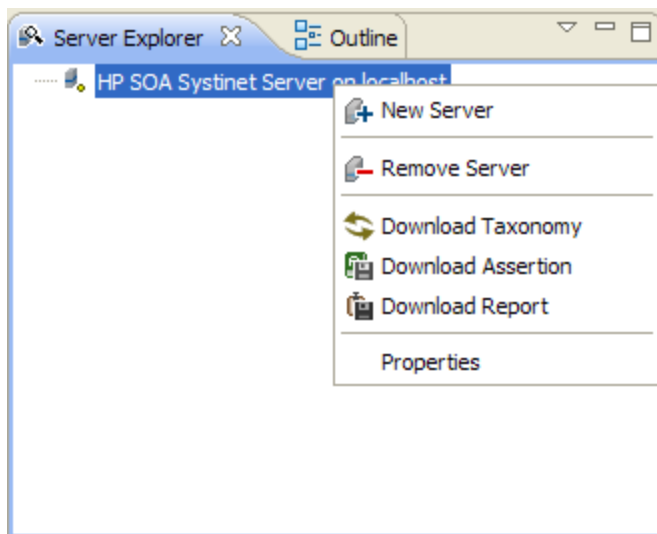 Server Explorer Outline
HP SOA Systinet Server on localhost
New Server
Remove Server
Download Taxonomy
Download Assertion
Download Report
Properties